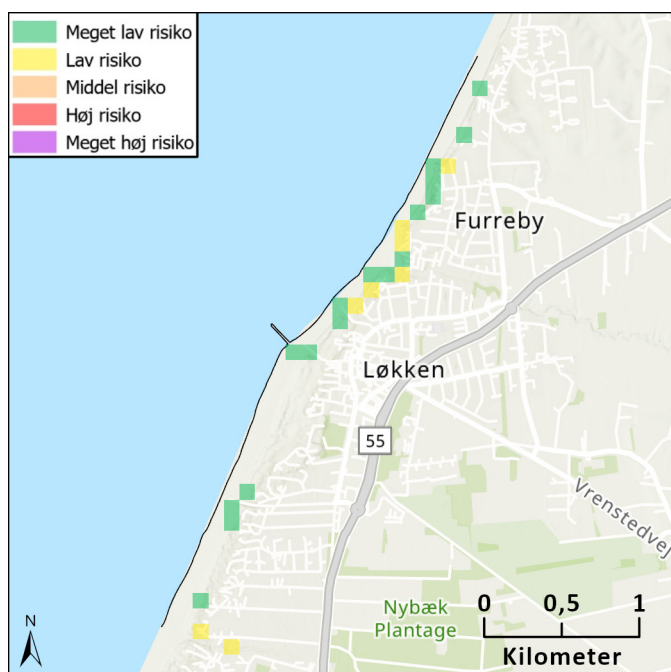 Meget lav risiko
Lav risiko
Middel risiko
Høj risiko
Meget høj risiko
Furreby
Løkken
55
Vrenstedvej
Nybæk
Plantage
0 0,5 1
Kilometer
N